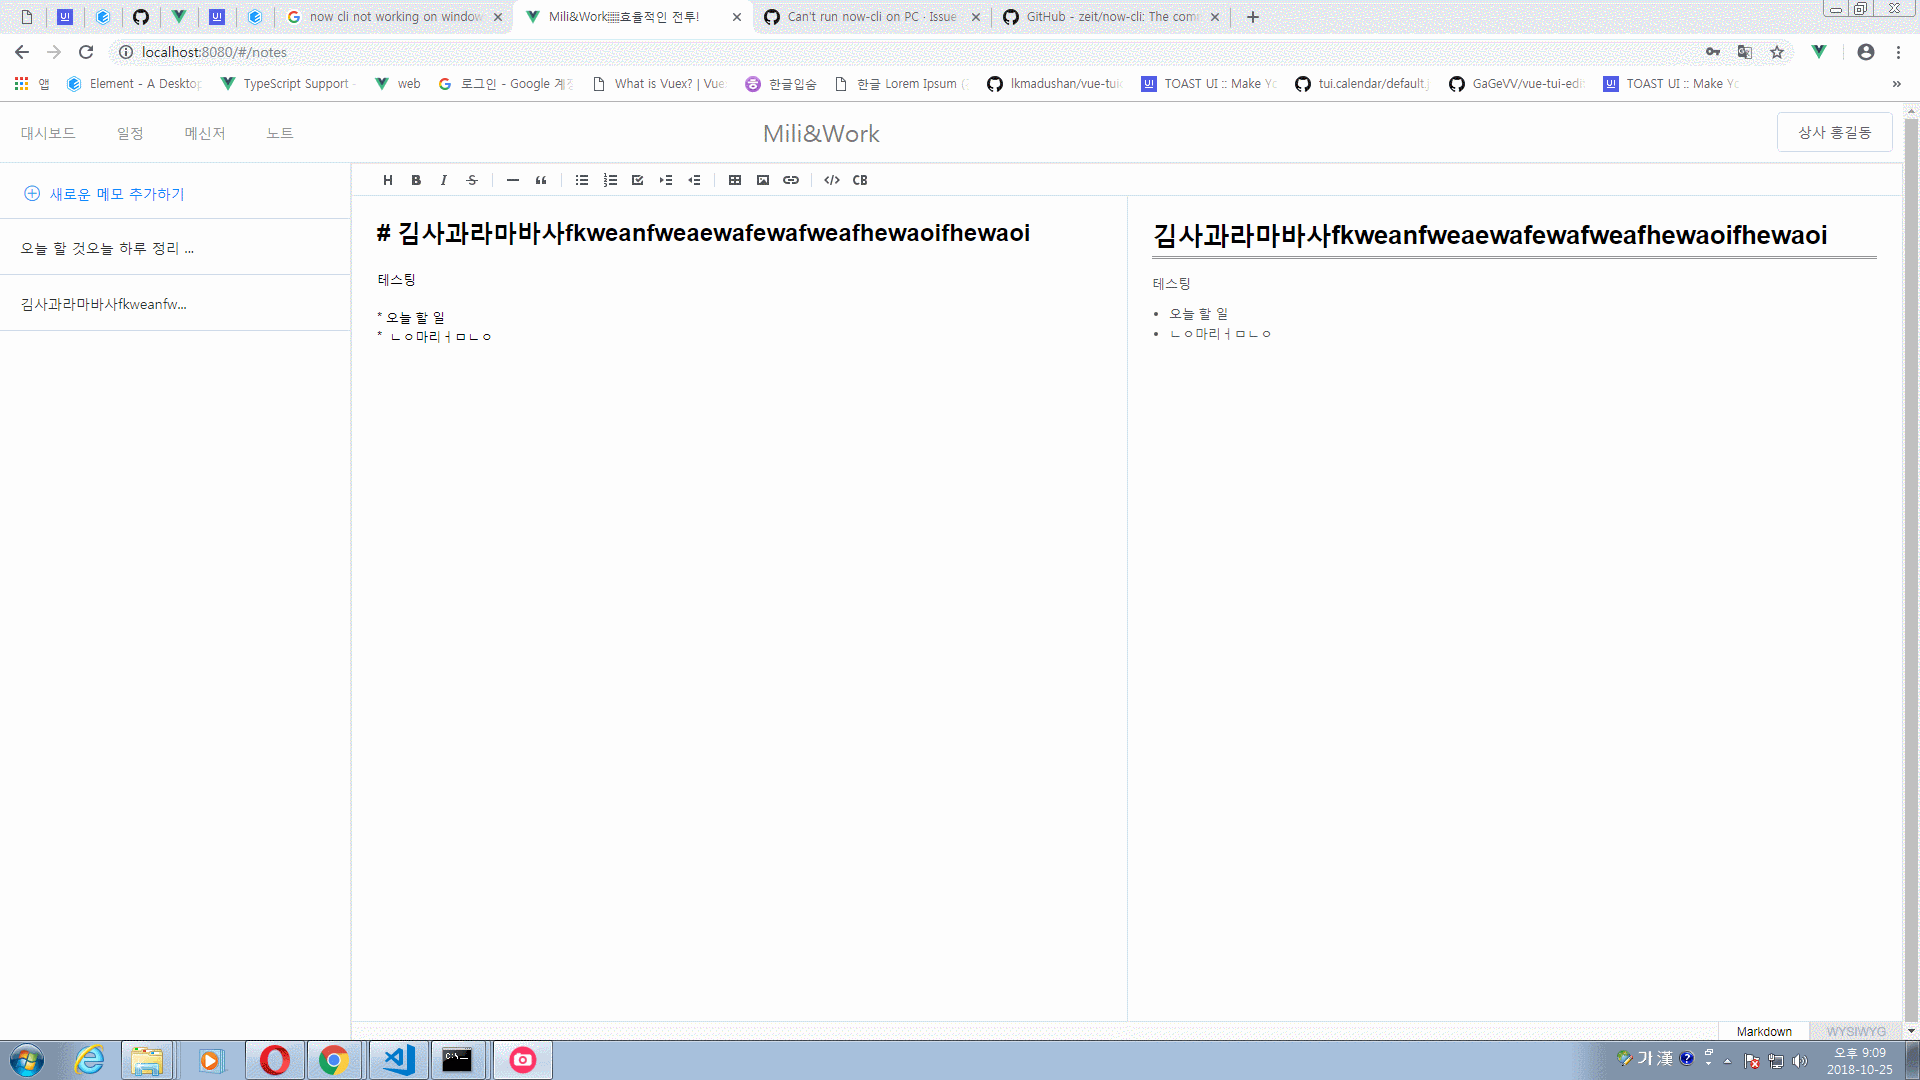 now cli not working on window
Mili&Work▒효율적인 전투!
Can't run now-cli on PC · Issue
GitHub - zeit/now-cli: The com
localhost:8080/#/notes
앱
Element - A Desktop
TypeScript Support -
web
로그인 - Google 계정
What is Vuex? | Vue
한글입숨
한글 Lorem Ipsum (
lkmadushan/vue-tui
TOAST UI :: Make Yo
tui.calendar/default.
GaGeVV/vue-tui-edi
TOAST UI :: Make Yo
»
대시보드 일정 메신저 노트
Mili&Work
상사 홍길동
새로운 메모 추가하기
오늘 할 것오늘 하루 정리 ...
김사과라마바사fkweanfw...
H B I S “ </> CB
# 김사과라마바사fkweanfweaewafewafweafhewaoifhewaoi
테스팅
* 오늘 할 일
* ㄴㅇ마리ㅓㅁㄴㅇ
김사과라마바사fkweanfweaewafewafweafhewaoifhewaoi
테스팅
• 오늘 할 일
• ㄴㅇ마리ㅓㅁㄴㅇ
Markdown
WYSIWYG
가 漢
오후 9:09
2018-10-25